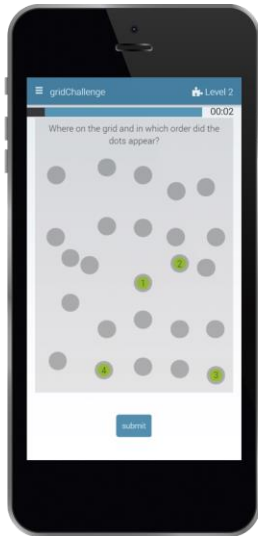 gridChallenge
Level 2
00:02
Where on the grid and in which order did the
dots appear?
2
1
4
3
submit